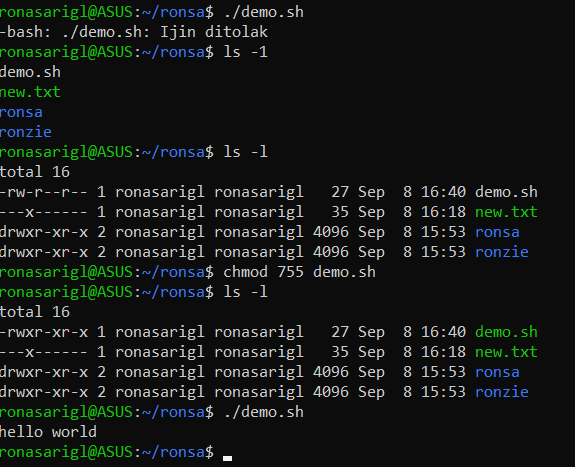 ronasarigl@ASUS:~/ronsa$ ./demo.sh
-bash: ./demo.sh: Ijin ditolak
ronasarigl@ASUS:~/ronsa$ ls -1
demo.sh
new.txt
ronsa
ronzie
ronasarigl@ASUS:~/ronsa$ ls -l
total 16
-rw-r--r-- 1 ronasarigl ronasarigl   27 Sep  8 16:40 demo.sh
---x------ 1 ronasarigl ronasarigl   35 Sep  8 16:18 new.txt
drwxr-xr-x 2 ronasarigl ronasarigl 4096 Sep  8 15:53 ronsa
drwxr-xr-x 2 ronasarigl ronasarigl 4096 Sep  8 15:53 ronzie
ronasarigl@ASUS:~/ronsa$ chmod 755 demo.sh
ronasarigl@ASUS:~/ronsa$ ls -l
total 16
-rwxr-xr-x 1 ronasarigl ronasarigl   27 Sep  8 16:40 demo.sh
---x------ 1 ronasarigl ronasarigl   35 Sep  8 16:18 new.txt
drwxr-xr-x 2 ronasarigl ronasarigl 4096 Sep  8 15:53 ronsa
drwxr-xr-x 2 ronasarigl ronasarigl 4096 Sep  8 15:53 ronzie
ronasarigl@ASUS:~/ronsa$ ./demo.sh
hello world
ronasarigl@ASUS:~/ronsa$